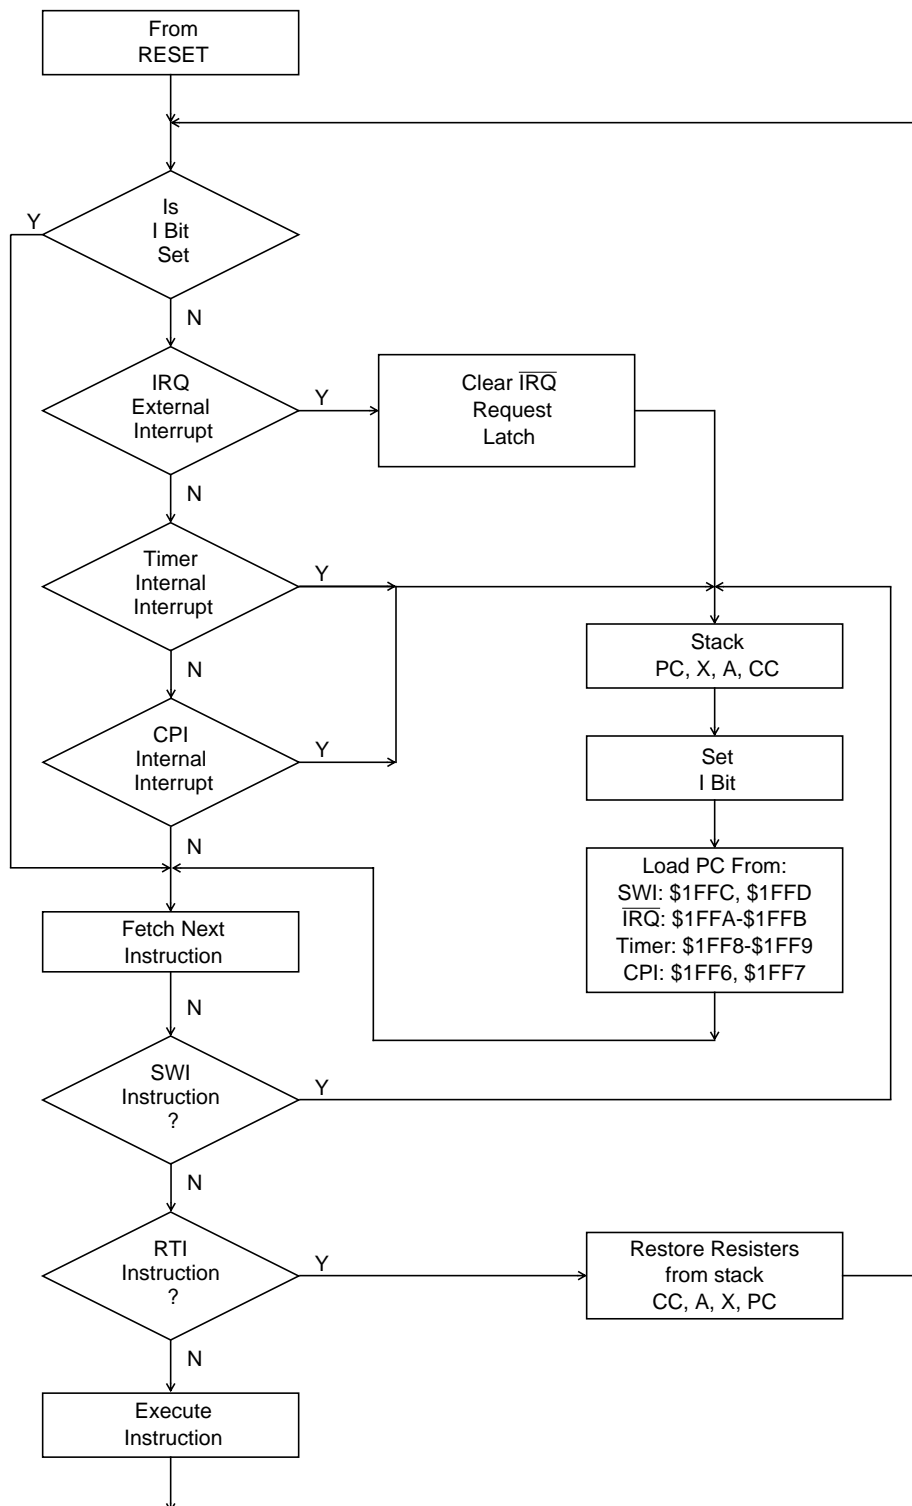 From
RESET
Is
I Bit
Set
Y
N
IRQ
External
Interrupt
Y
Clear I̅R̅Q̅
Request
Latch
N
Timer
Internal
Interrupt
Y
Stack
PC, X, A, CC
N
CPI
Internal
Interrupt
Y
Set
I Bit
N
Load PC From:
SWI: $1FFC, $1FFD
I̅R̅Q̅: $1FFA-$1FFB
Timer: $1FF8-$1FF9
CPI: $1FF6, $1FF7
Fetch Next
Instruction
N
SWI
Instruction
?
Y
N
RTI
Instruction
?
Y
Restore Resisters
from stack
CC, A, X, PC
N
Execute
Instruction